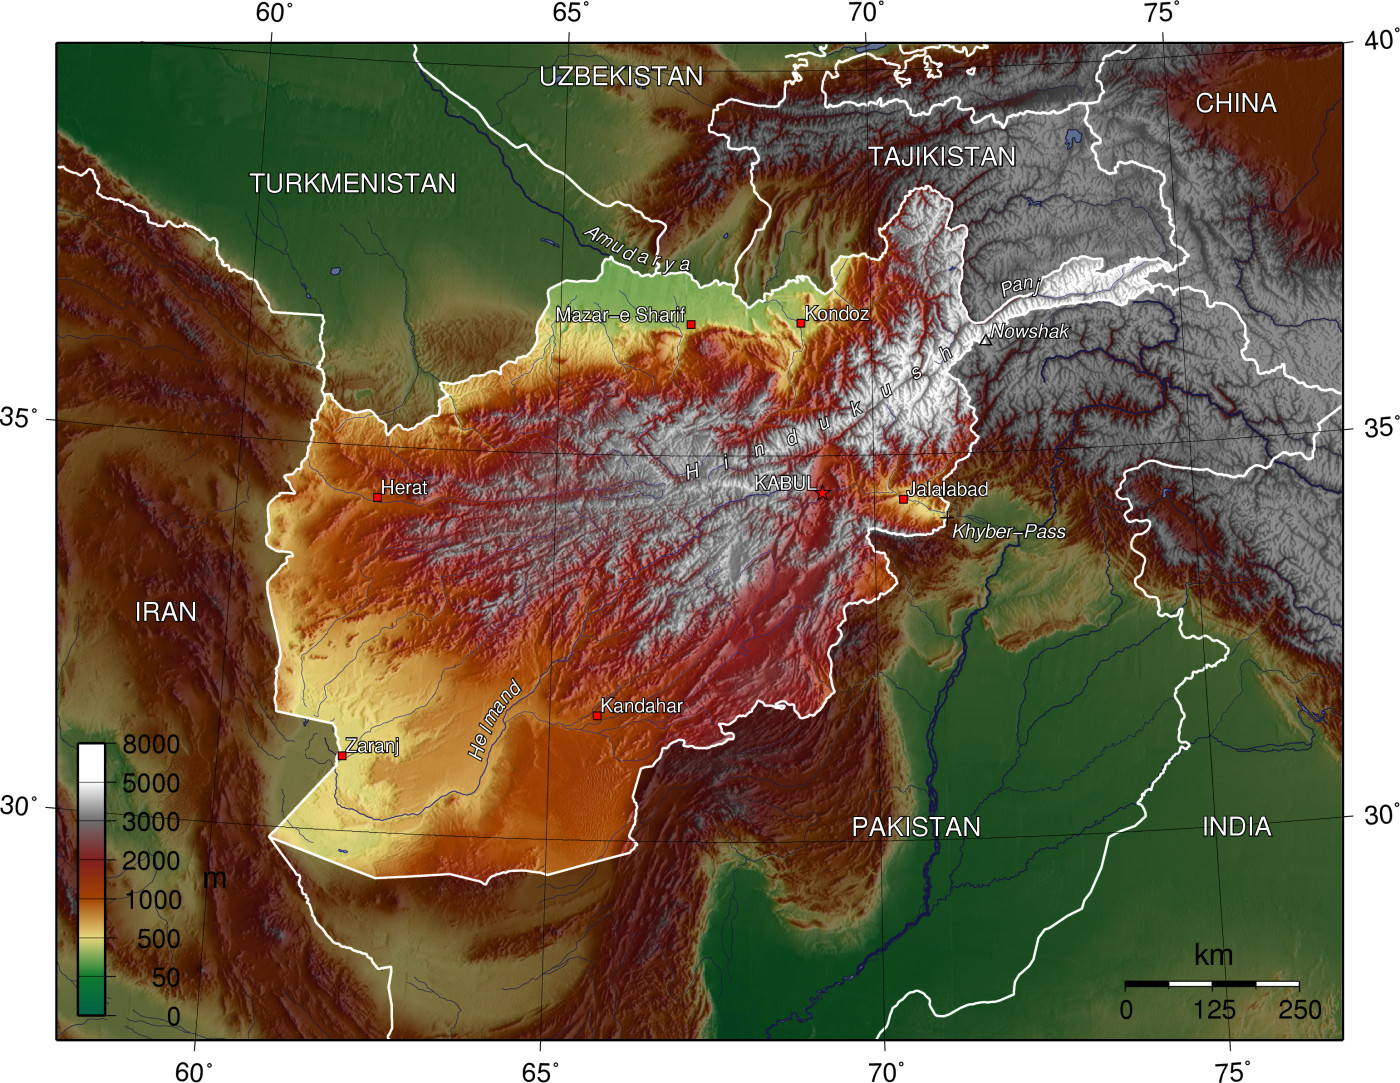 60°
65°
70°
75°
40°
UZBEKISTAN
CHINA
TAJIKISTAN
TURKMENISTAN
Amudarya
Panj
Mazar-e Sharif
Kondoz
Nowshak
35°
35°
Hindukush
KABUL
Herat
Jalalabad
Khyber-Pass
IRAN
Helmand
Kandahar
Zaranj
8000
5000
30°
30°
3000
PAKISTAN
INDIA
2000
m
1000
500
km
50
0
0
125
250
60°
65°
70°
75°